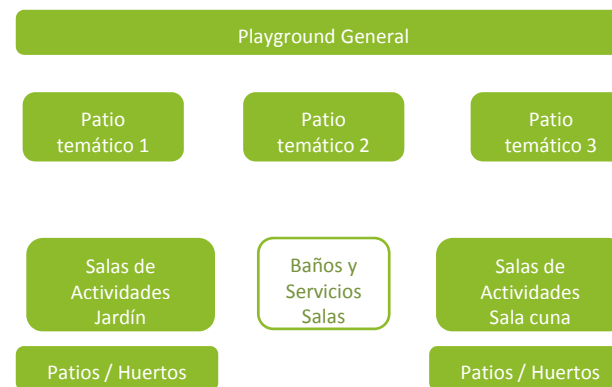 Playground General
Patio
temático 1
Patio
temático 2
Patio
temático 3
Salas de
Actividades
Jardín
Baños y
Servicios
Salas
Salas de
Actividades
Sala cuna
Patios / Huertos
Patios / Huertos